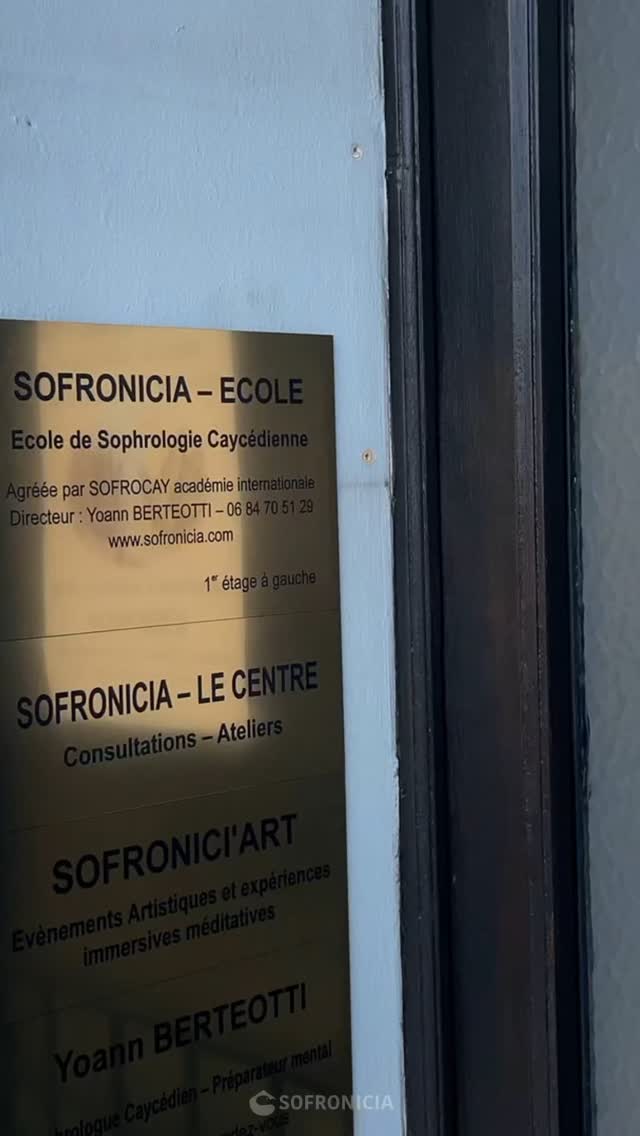 SOFRONICIA – ECOLE
Ecole de Sophrologie Caycédienne
Agréée par SOFROCAY académie internationale
Directeur : Yoann BERTEOTTI – 06 84 70 51 29
www.sofronicia.com
1er étage à gauche
SOFRONICIA – LE CENTRE
Consultations – Ateliers
SOFRONICI'ART
Evènements Artistiques et expériences
immersives méditatives
Yoann BERTEOTTI
Caycédien – Préparateur mental
SOFRONICIA